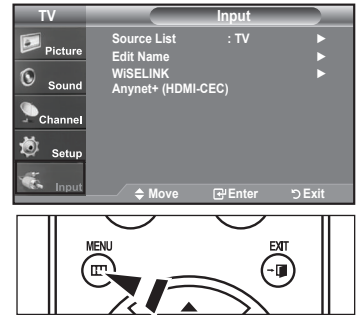 TV
Input
Source List : TV
Edit Name
WiSELINK
Anynet+ (HDMI-CEC)
Picture
Sound
Channel
Setup
Input
Move Enter Exit
MENU EXIT